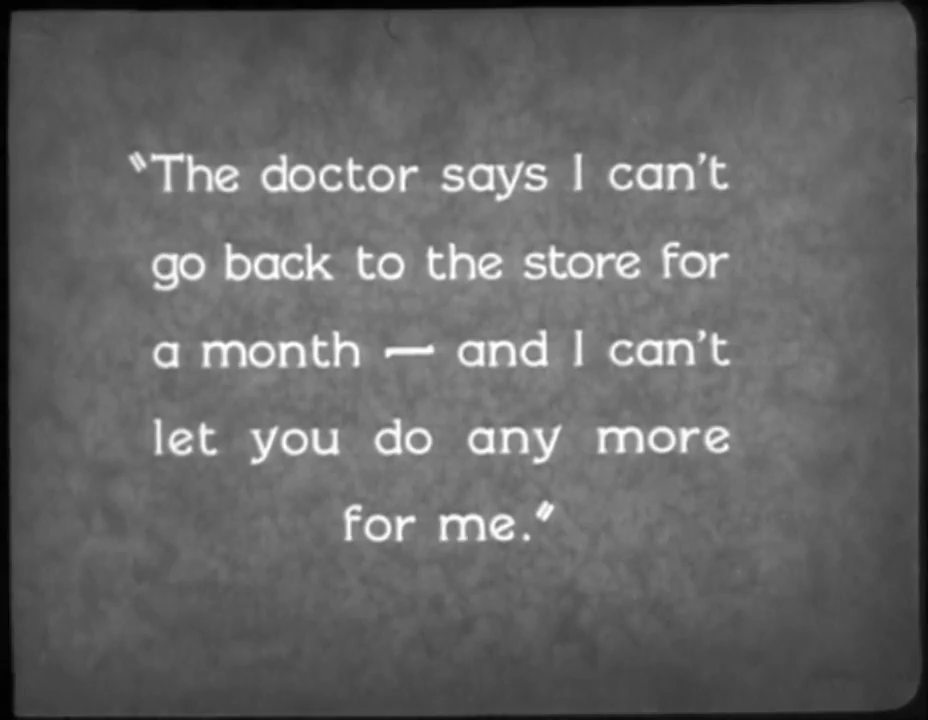 "The doctor says I can't
go back to the store for
a month — and I can't
let you do any more
for me."